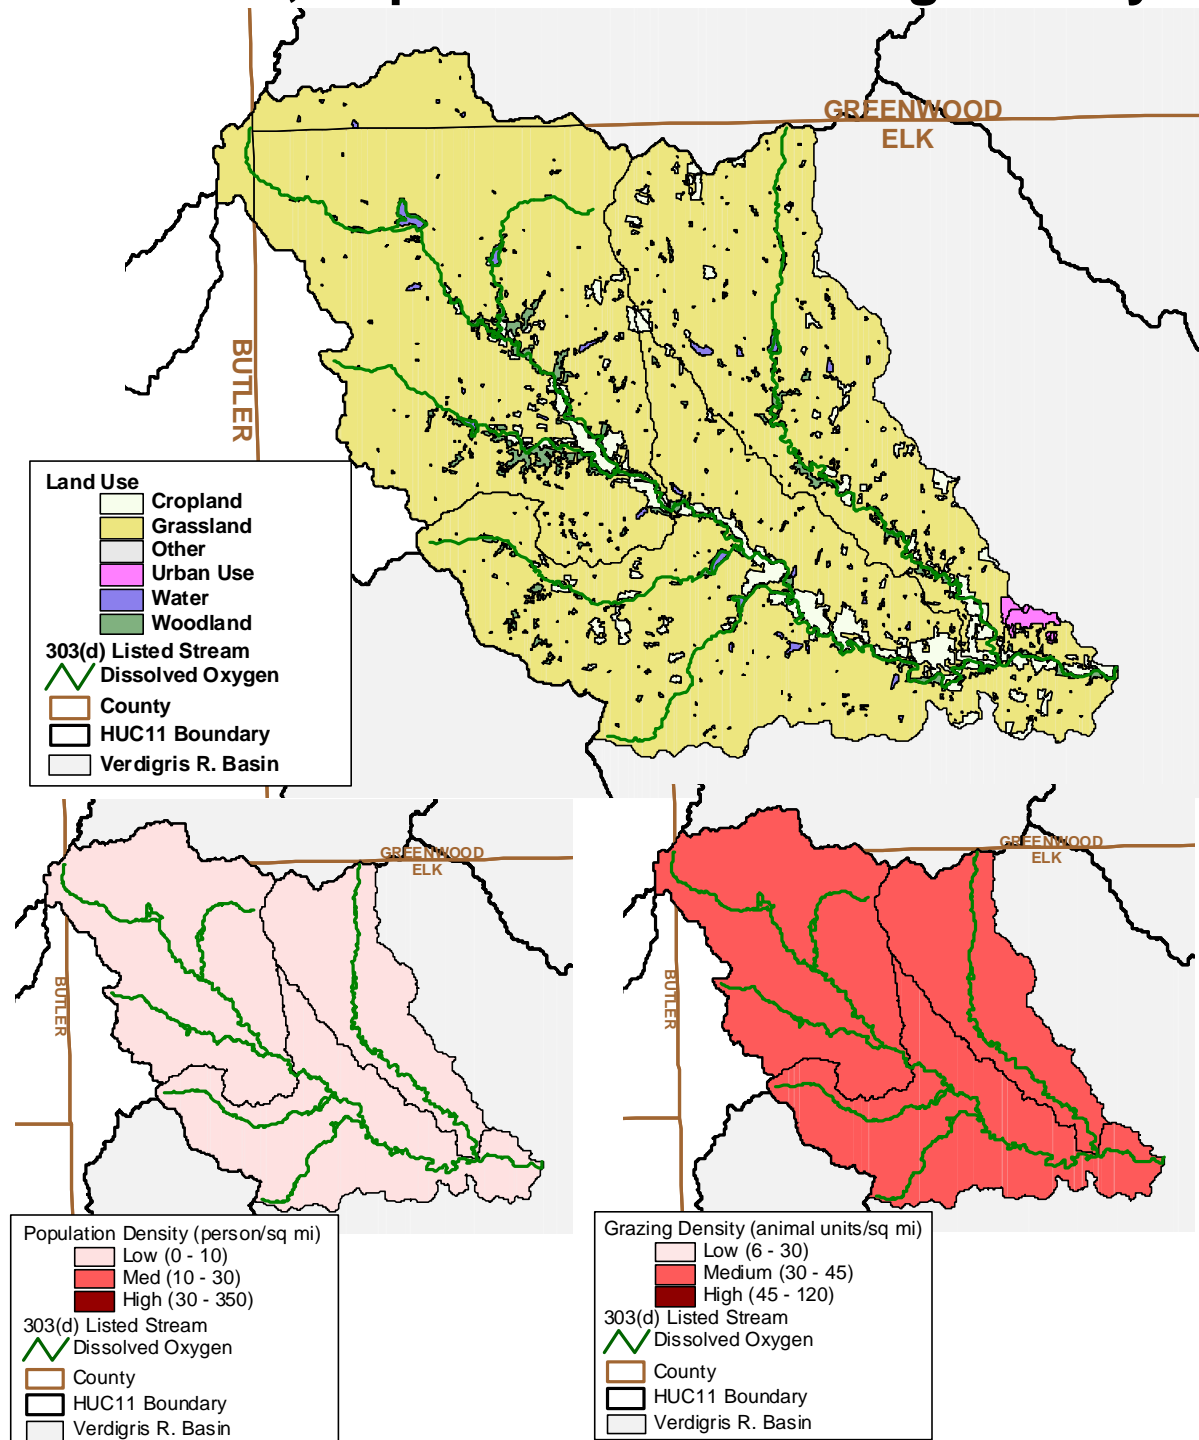 GREENWOOD
ELK
BUTLER
Land Use
Cropland
Grassland
Other
Urban Use
Water
Woodland
303(d) Listed Stream
Dissolved Oxygen
County
HUC11 Boundary
Verdigris R. Basin
GREENWOOD
ELK
BUTLER
Population Density (person/sq mi)
Low (0 - 10)
Med (10 - 30)
High (30 - 350)
303(d) Listed Stream
Dissolved Oxygen
County
HUC11 Boundary
Verdigris R. Basin
GREENWOOD
ELK
BUTLER
Grazing Density (animal units/sq mi)
Low (6 - 30)
Medium (30 - 45)
High (45 - 120)
303(d) Listed Stream
Dissolved Oxygen
County
HUC11 Boundary
Verdigris R. Basin